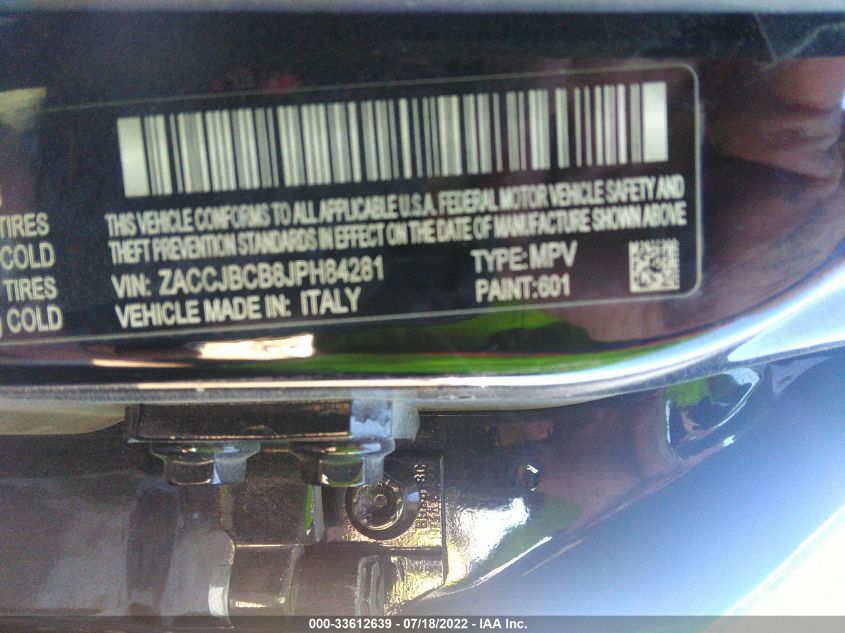 TIRES
COLD
TIRES
COLD
THIS VEHICLE CONFORMS TO ALL APPLICABLE U.S.A. FEDERAL MOTOR VEHICLE SAFETY AND
THEFT PREVENTION STANDARDS IN EFFECT ON THE DATE OF MANUFACTURE SHOWN ABOVE
VIN: ZACCJBCB8JPH84281 TYPE: MPV
VEHICLE MADE IN: ITALY PAINT: 601
000-33612639 - 07/18/2022 - IAA Inc.